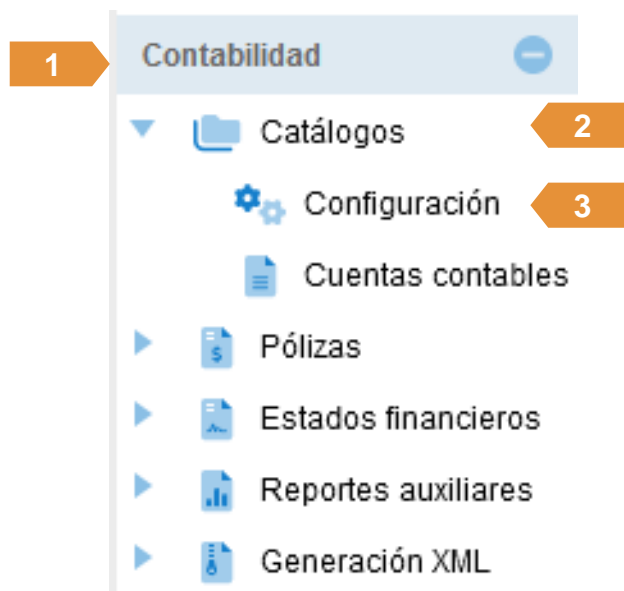 1 Contabilidad
Catálogos 2
Configuración 3
Cuentas contables
Pólizas
Estados financieros
Reportes auxiliares
Generación XML